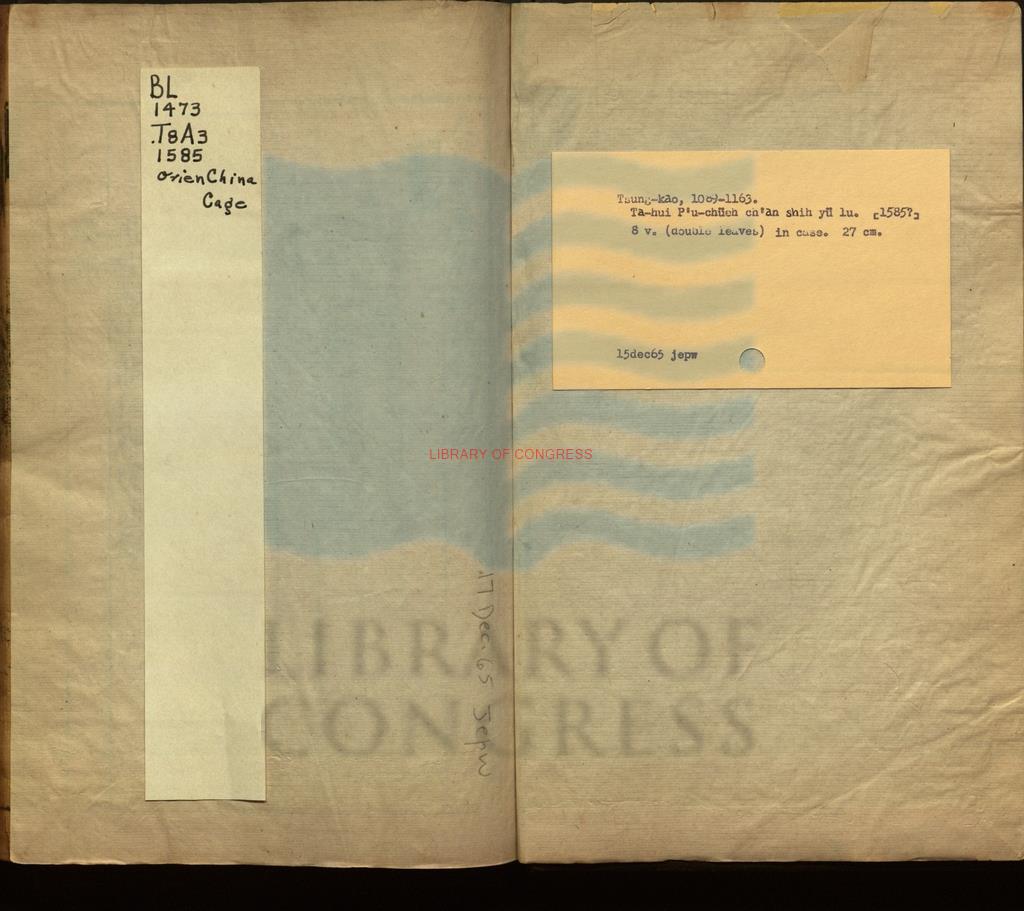 BL
1473
.T8A3
1585
orienChina
Cage
Tsung-kao, 1089-1163.
Ta-hui P'u-chüeh ch'an shih yü lu. [1585?]
8 v. (double leaves) in case. 27 cm.
15dec65 jepw
LIBRARY OF CONGRESS
17 Dec. 65 Jepw
LIBRARY OF
CONGRESS